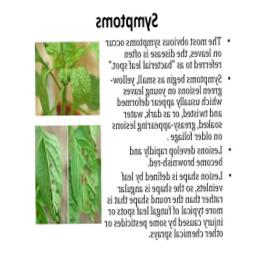 Symptoms
• The most obvious symptoms occur
on leaves, the disease is often
referred to as "bacterial leaf spot".
• Symptoms begin as small, yellow-
green lesions on young leaves
which usually appear deformed
and twisted, or as dark, water
soaked, greasy-appearing lesions
on older foliage.
• Lesions develop rapidly and
become brownish-red.
• Lesion shape is defined by leaf
veinlets, so the shape is angular
rather than the round shape that is
more typical of fungal leaf spots or
injury caused by some pesticides or
other chemical sprays.